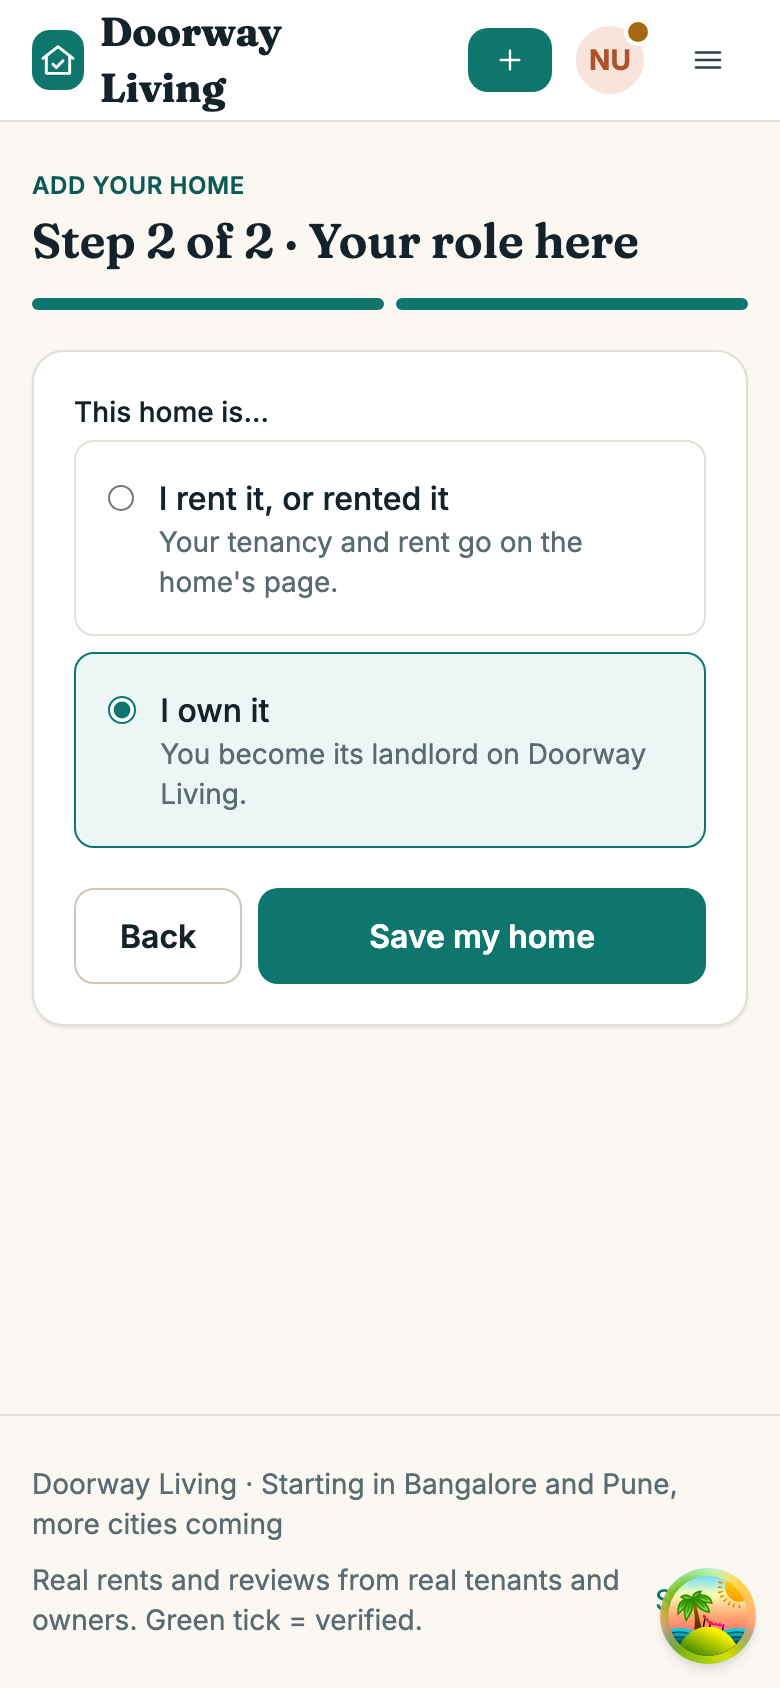 Doorway
Living
+
NU
ADD YOUR HOME
Step 2 of 2 · Your role here
This home is...
I rent it, or rented it
Your tenancy and rent go on the
home's page.
I own it
You become its landlord on Doorway
Living.
Back
Save my home
Doorway Living · Starting in Bangalore and Pune,
more cities coming
Real rents and reviews from real tenants and
owners. Green tick = verified.